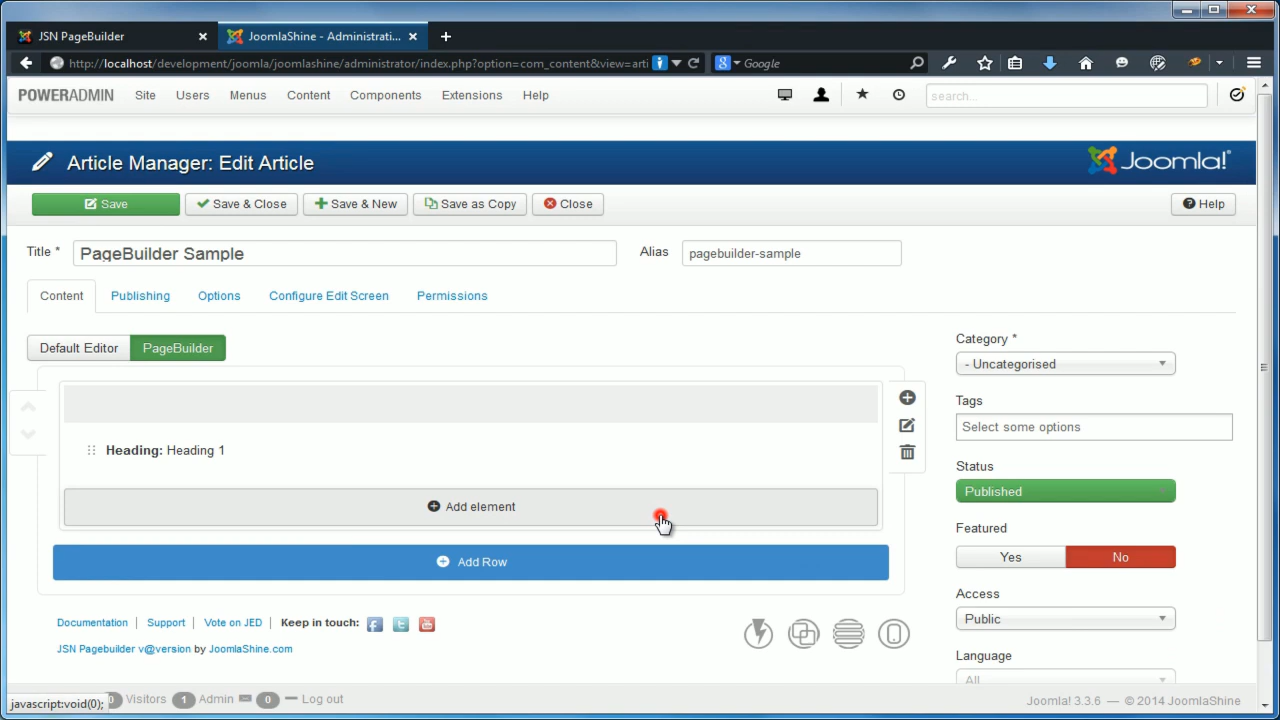 JSN PageBuilder
JoomlaShine - Administrati...
http://localhost/development/joomla/joomlashine/administrator/index.php?option=com_content&view=arti
Google
POWERADMIN Site Users Menus Content Components Extensions Help
search...
Article Manager: Edit Article
Joomla!
Save
Save & Close
Save & New
Save as Copy
Close
Help
Title *
PageBuilder Sample
Alias
pagebuilder-sample
Content Publishing Options Configure Edit Screen Permissions
Default Editor PageBuilder
Heading: Heading 1
Add element
Add Row
Category *
- Uncategorised
Tags
Select some options
Status
Published
Featured
Yes No
Access
Public
Language
All
Documentation | Support | Vote on JED | Keep in touch:
JSN Pagebuilder v@version by JoomlaShine.com
javascript:void(0);
0 Visitors 1 Admin 0 Log out
Joomla! 3.3.6 — © 2014 JoomlaShine